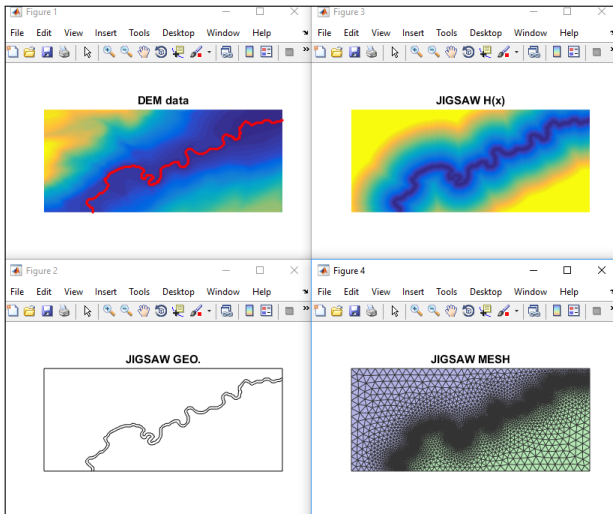 Figure 1
File Edit View Insert Tools Desktop Window Help
DEM data
Figure 3
File Edit View Insert Tools Desktop Window Help
JIGSAW H(x)
Figure 2
File Edit View Insert Tools Desktop Window Help
JIGSAW GEO.
Figure 4
File Edit View Insert Tools Desktop Window Help
JIGSAW MESH